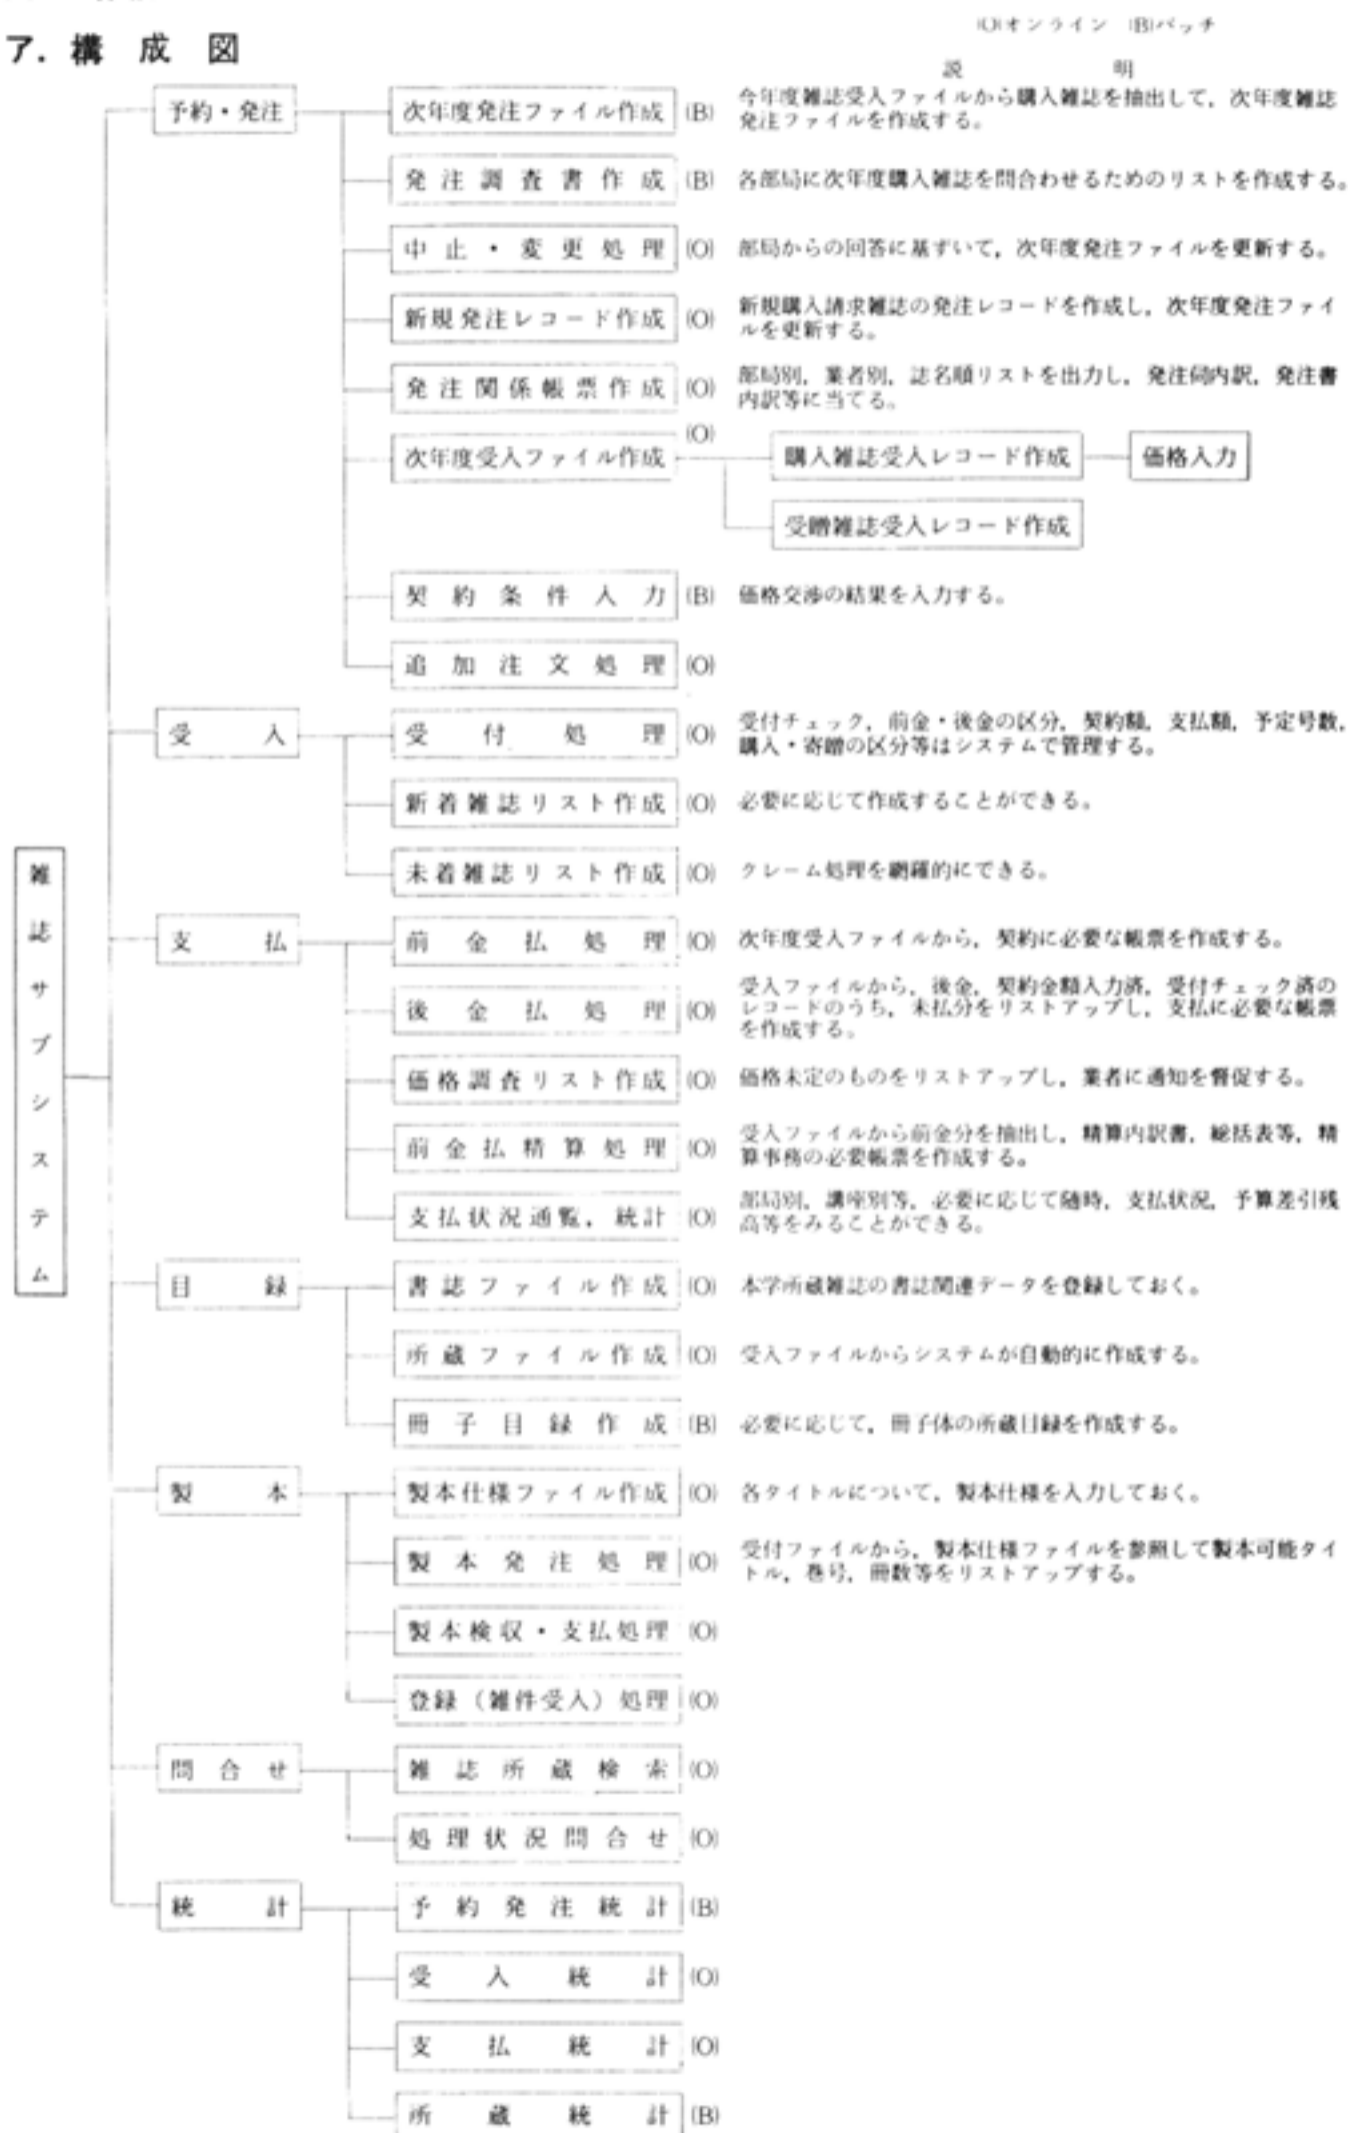 ア. 構成図
(O)オンライン (B)バッチ
説明
予約・発注
次年度発注ファイル作成 (B) 今年度雑誌受入ファイルから購入雑誌を抽出して，次年度雑誌
発注ファイルを作成する。
発注調査書作成 (B) 各部局に次年度購入雑誌を問合わせるためのリストを作成する。
中止・変更処理 (O) 部局からの回答に基ずいて，次年度発注ファイルを更新する。
新規発注レコード作成 (O) 新規購入請求雑誌の発注レコードを作成し，次年度発注ファイ
ルを更新する。
発注関係帳票作成 (O) 部局別，業者別，誌名順リストを出力し，発注伺内訳，発注書
内訳等に当てる。
次年度受入ファイル作成 (O) 購入雑誌受入レコード作成 価格入力
受贈雑誌受入レコード作成
契約条件入力 (B) 価格交渉の結果を入力する。
追加注文処理 (O)
受入
受付処理 (O) 受付チェック，前金・後金の区分，契約額，支払額，予定号数，
購入・寄贈の区分等はシステムで管理する。
新着雑誌リスト作成 (O) 必要に応じて作成することができる。
未着雑誌リスト作成 (O) クレーム処理を網羅的にできる。
雑誌サブシステム
支払
前金払処理 (O) 次年度受入ファイルから，契約に必要な帳票を作成する。
後金払処理 (O) 受入ファイルから，後金，契約金額入力済，受付チェック済の
レコードのうち，未払分をリストアップし，支払に必要な帳票
を作成する。
価格調査リスト作成 (O) 価格未定のものをリストアップし，業者に通知を督促する。
前金払精算処理 (O) 受入ファイルから前金分を抽出し，精算内訳書，総括表等，精
算事務の必要帳票を作成する。
支払状況通覧，統計 (O) 部局別，講座別等，必要に応じて随時，支払状況，予算差引残
高等をみることができる。
目録
書誌ファイル作成 (O) 本学所蔵雑誌の書誌関連データを登録しておく。
所蔵ファイル作成 (O) 受入ファイルからシステムが自動的に作成する。
冊子目録作成 (B) 必要に応じて，冊子体の所蔵目録を作成する。
製本
製本仕様ファイル作成 (O) 各タイトルについて，製本仕様を入力しておく。
製本発注処理 (O) 受付ファイルから，製本仕様ファイルを参照して製本可能タイ
トル，巻号，冊数等をリストアップする。
製本検収・支払処理 (O)
登録（雑件受入）処理 (O)
問合せ
雑誌所蔵検索 (O)
処理状況問合せ (O)
統計
予約発注統計 (B)
受入統計 (O)
支払統計 (O)
所蔵統計 (B)